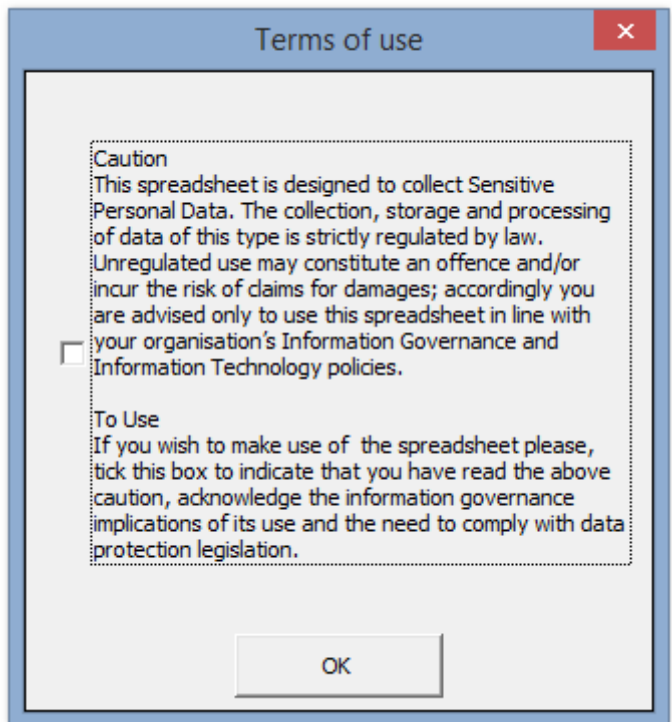 Terms of use
Caution
This spreadsheet is designed to collect Sensitive
Personal Data. The collection, storage and processing
of data of this type is strictly regulated by law.
Unregulated use may constitute an offence and/or
incur the risk of claims for damages; accordingly you
are advised only to use this spreadsheet in line with
your organisation’s Information Governance and
Information Technology policies.
To Use
If you wish to make use of  the spreadsheet please,
tick this box to indicate that you have read the above
caution, acknowledge the information governance
implications of its use and the need to comply with data
protection legislation.
OK